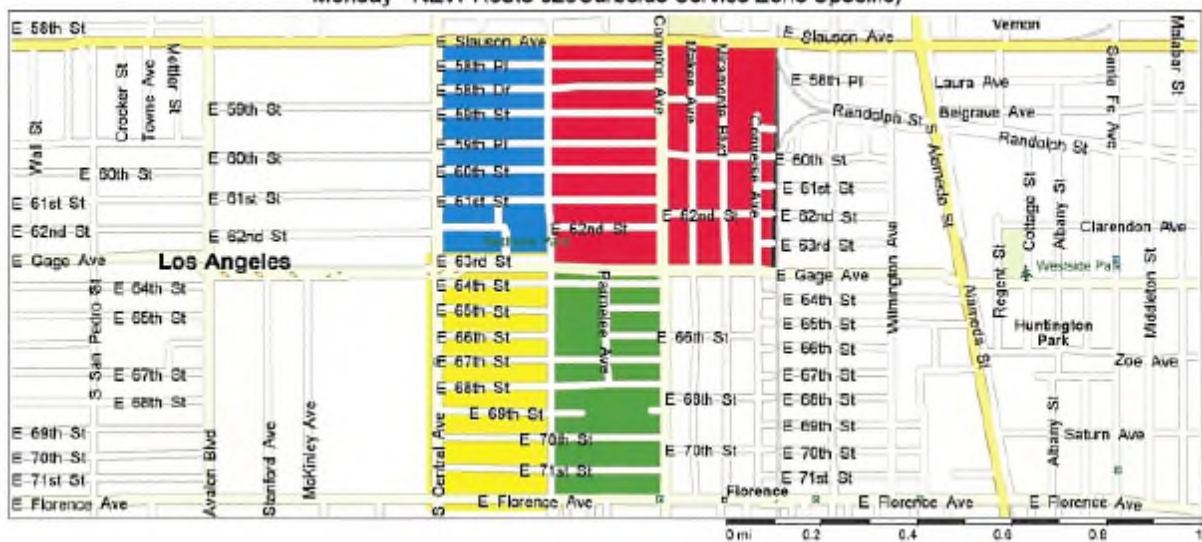 E 58th St
E Slauson Ave
E Slauson Ave
Vernon
Malabar St
Crocker St
Towne Ave
Mettler St
Wall St
E 58th Pl
E 58th Dr
E 59th St
E 59th St
E 59th Pl
Compton Ave
Makee Ave
Miramonte Blvd
Converse Ave
E 58th Pl
Laura Ave
Belgrave Ave
Randolph St
Randolph St
Santa Fe Ave
S Alameda St
E 60th St
E 60th St
E 60th St
E 60th St
E 61st St
E 61st St
E 61st St
E 61st St
E 62nd St
E 62nd St
E 62nd St
E 62nd St
E 62nd St
E 63rd St
E 63rd St
Cottage St
Albany St
Clarendon Ave
E Gage Ave
Los Angeles
E Gage Ave
Westside Park
E 64th St
E 64th St
E 64th St
E 65th St
E 65th St
E 65th St
E 66th St
E 66th St
E 66th St
E 67th St
E 67th St
E 67th St
E 68th St
E 68th St
E 68th St
E 68th St
Parmelee Ave
S San Pedro St
Wilmington Ave
Alameda St
Regent St
Huntington
Park
Middleton St
Zoe Ave
E 69th St
E 69th St
E 69th St
E 70th St
E 70th St
E 70th St
E 70th St
E 71st St
E 71st St
E 71st St
Avalon Blvd
Stanford Ave
McKinley Ave
S Central Ave
Albany St
Saturn Ave
E Florence Ave
E Florence Ave
Florence
E Florence Ave
E Florence Ave
0 mi
0.2
0.4
0.6
0.8